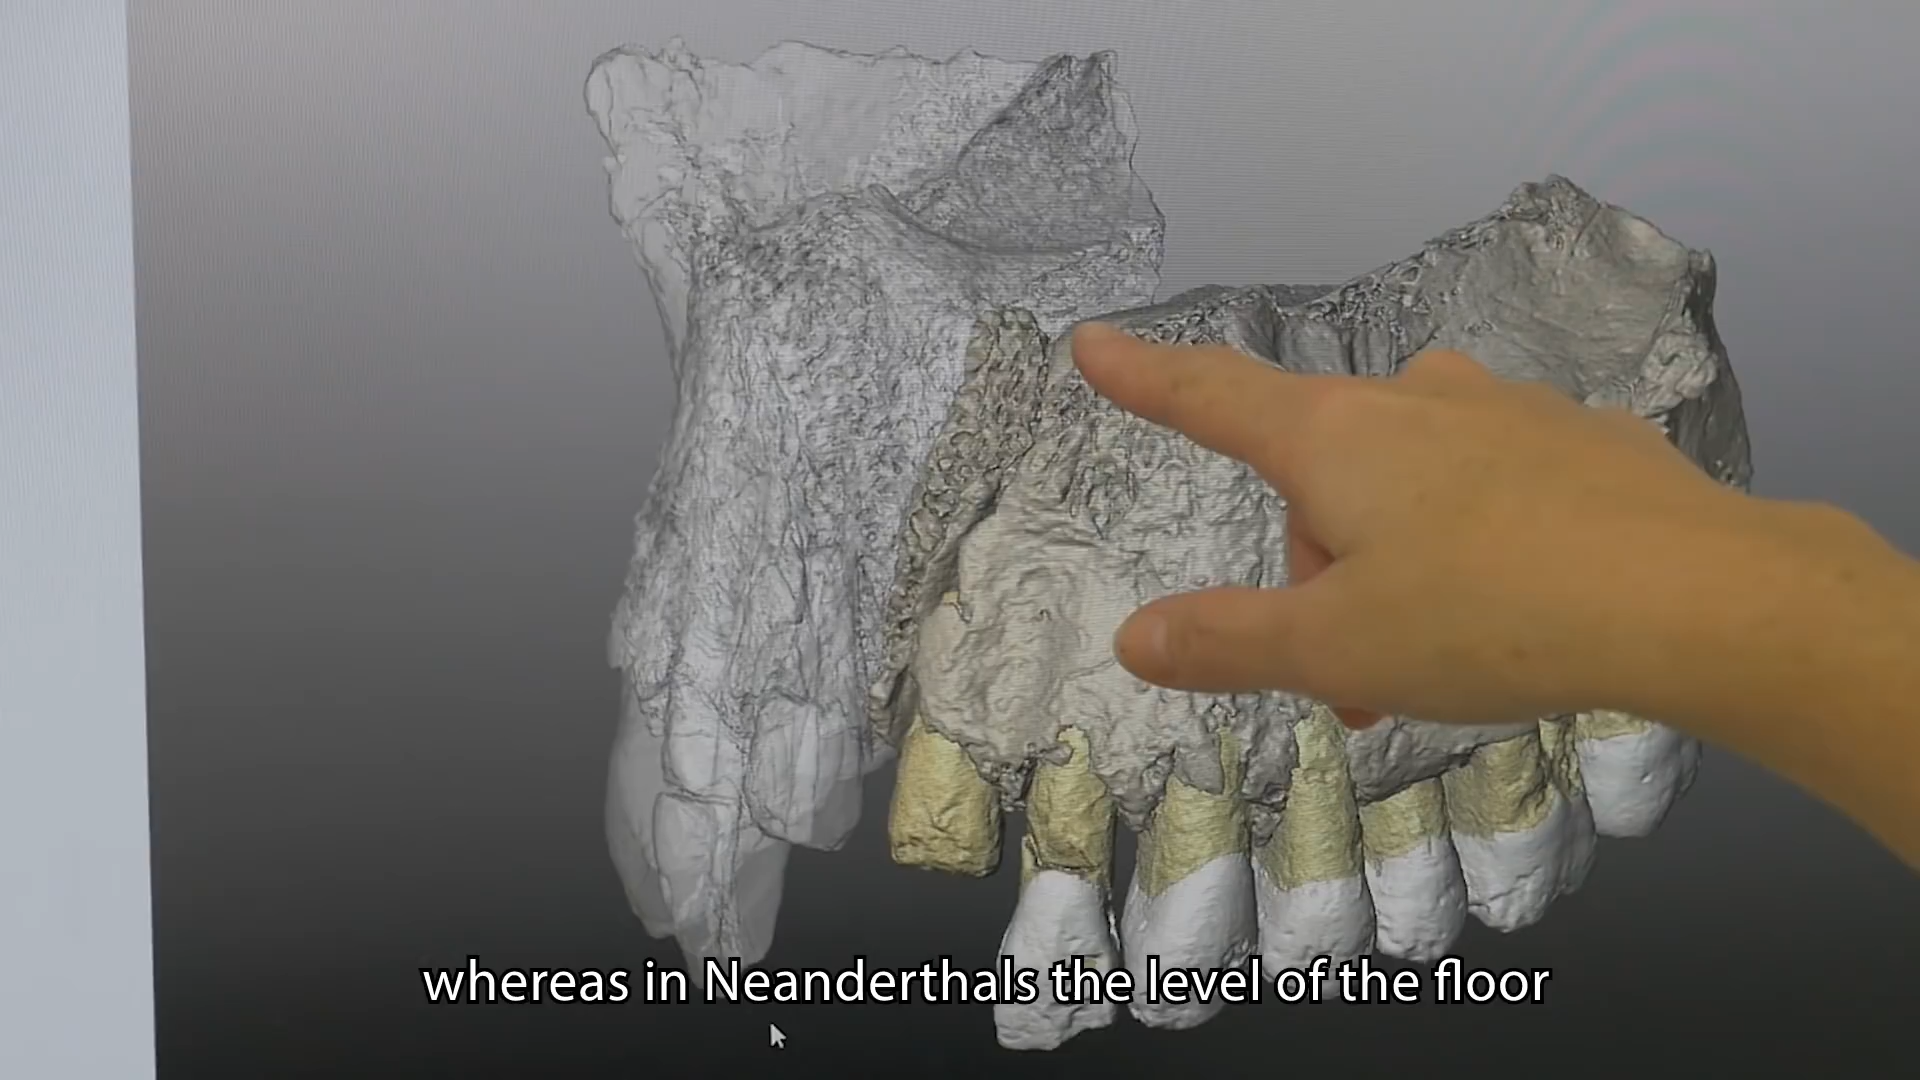 whereas in Neanderthals the level of the floor